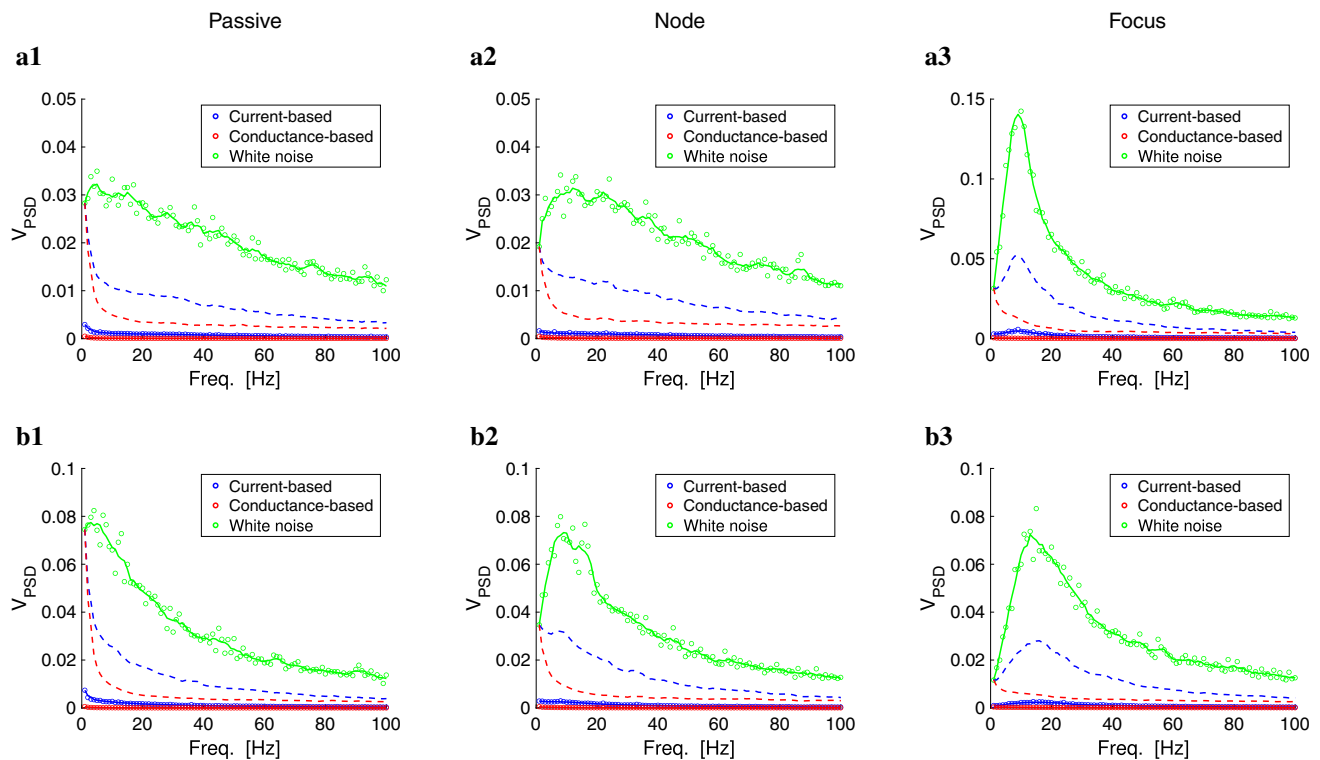 Passive Node Focus
a1 a2 a3
0.05
0.04
0.03
0.02
0.01
0
V_PSD
0 20 40 60 80 100
Freq. [Hz]
Current-based
Conductance-based
White noise
0.05
0.04
0.03
0.02
0.01
0
V_PSD
0 20 40 60 80 100
Freq. [Hz]
Current-based
Conductance-based
White noise
0.15
0.1
0.05
0
V_PSD
0 20 40 60 80 100
Freq. [Hz]
Current-based
Conductance-based
White noise
b1 b2 b3
0.1
0.08
0.06
0.04
0.02
0
V_PSD
0 20 40 60 80 100
Freq. [Hz]
Current-based
Conductance-based
White noise
0.1
0.08
0.06
0.04
0.02
0
V_PSD
0 20 40 60 80 100
Freq. [Hz]
Current-based
Conductance-based
White noise
0.1
0.08
0.06
0.04
0.02
0
V_PSD
0 20 40 60 80 100
Freq. [Hz]
Current-based
Conductance-based
White noise